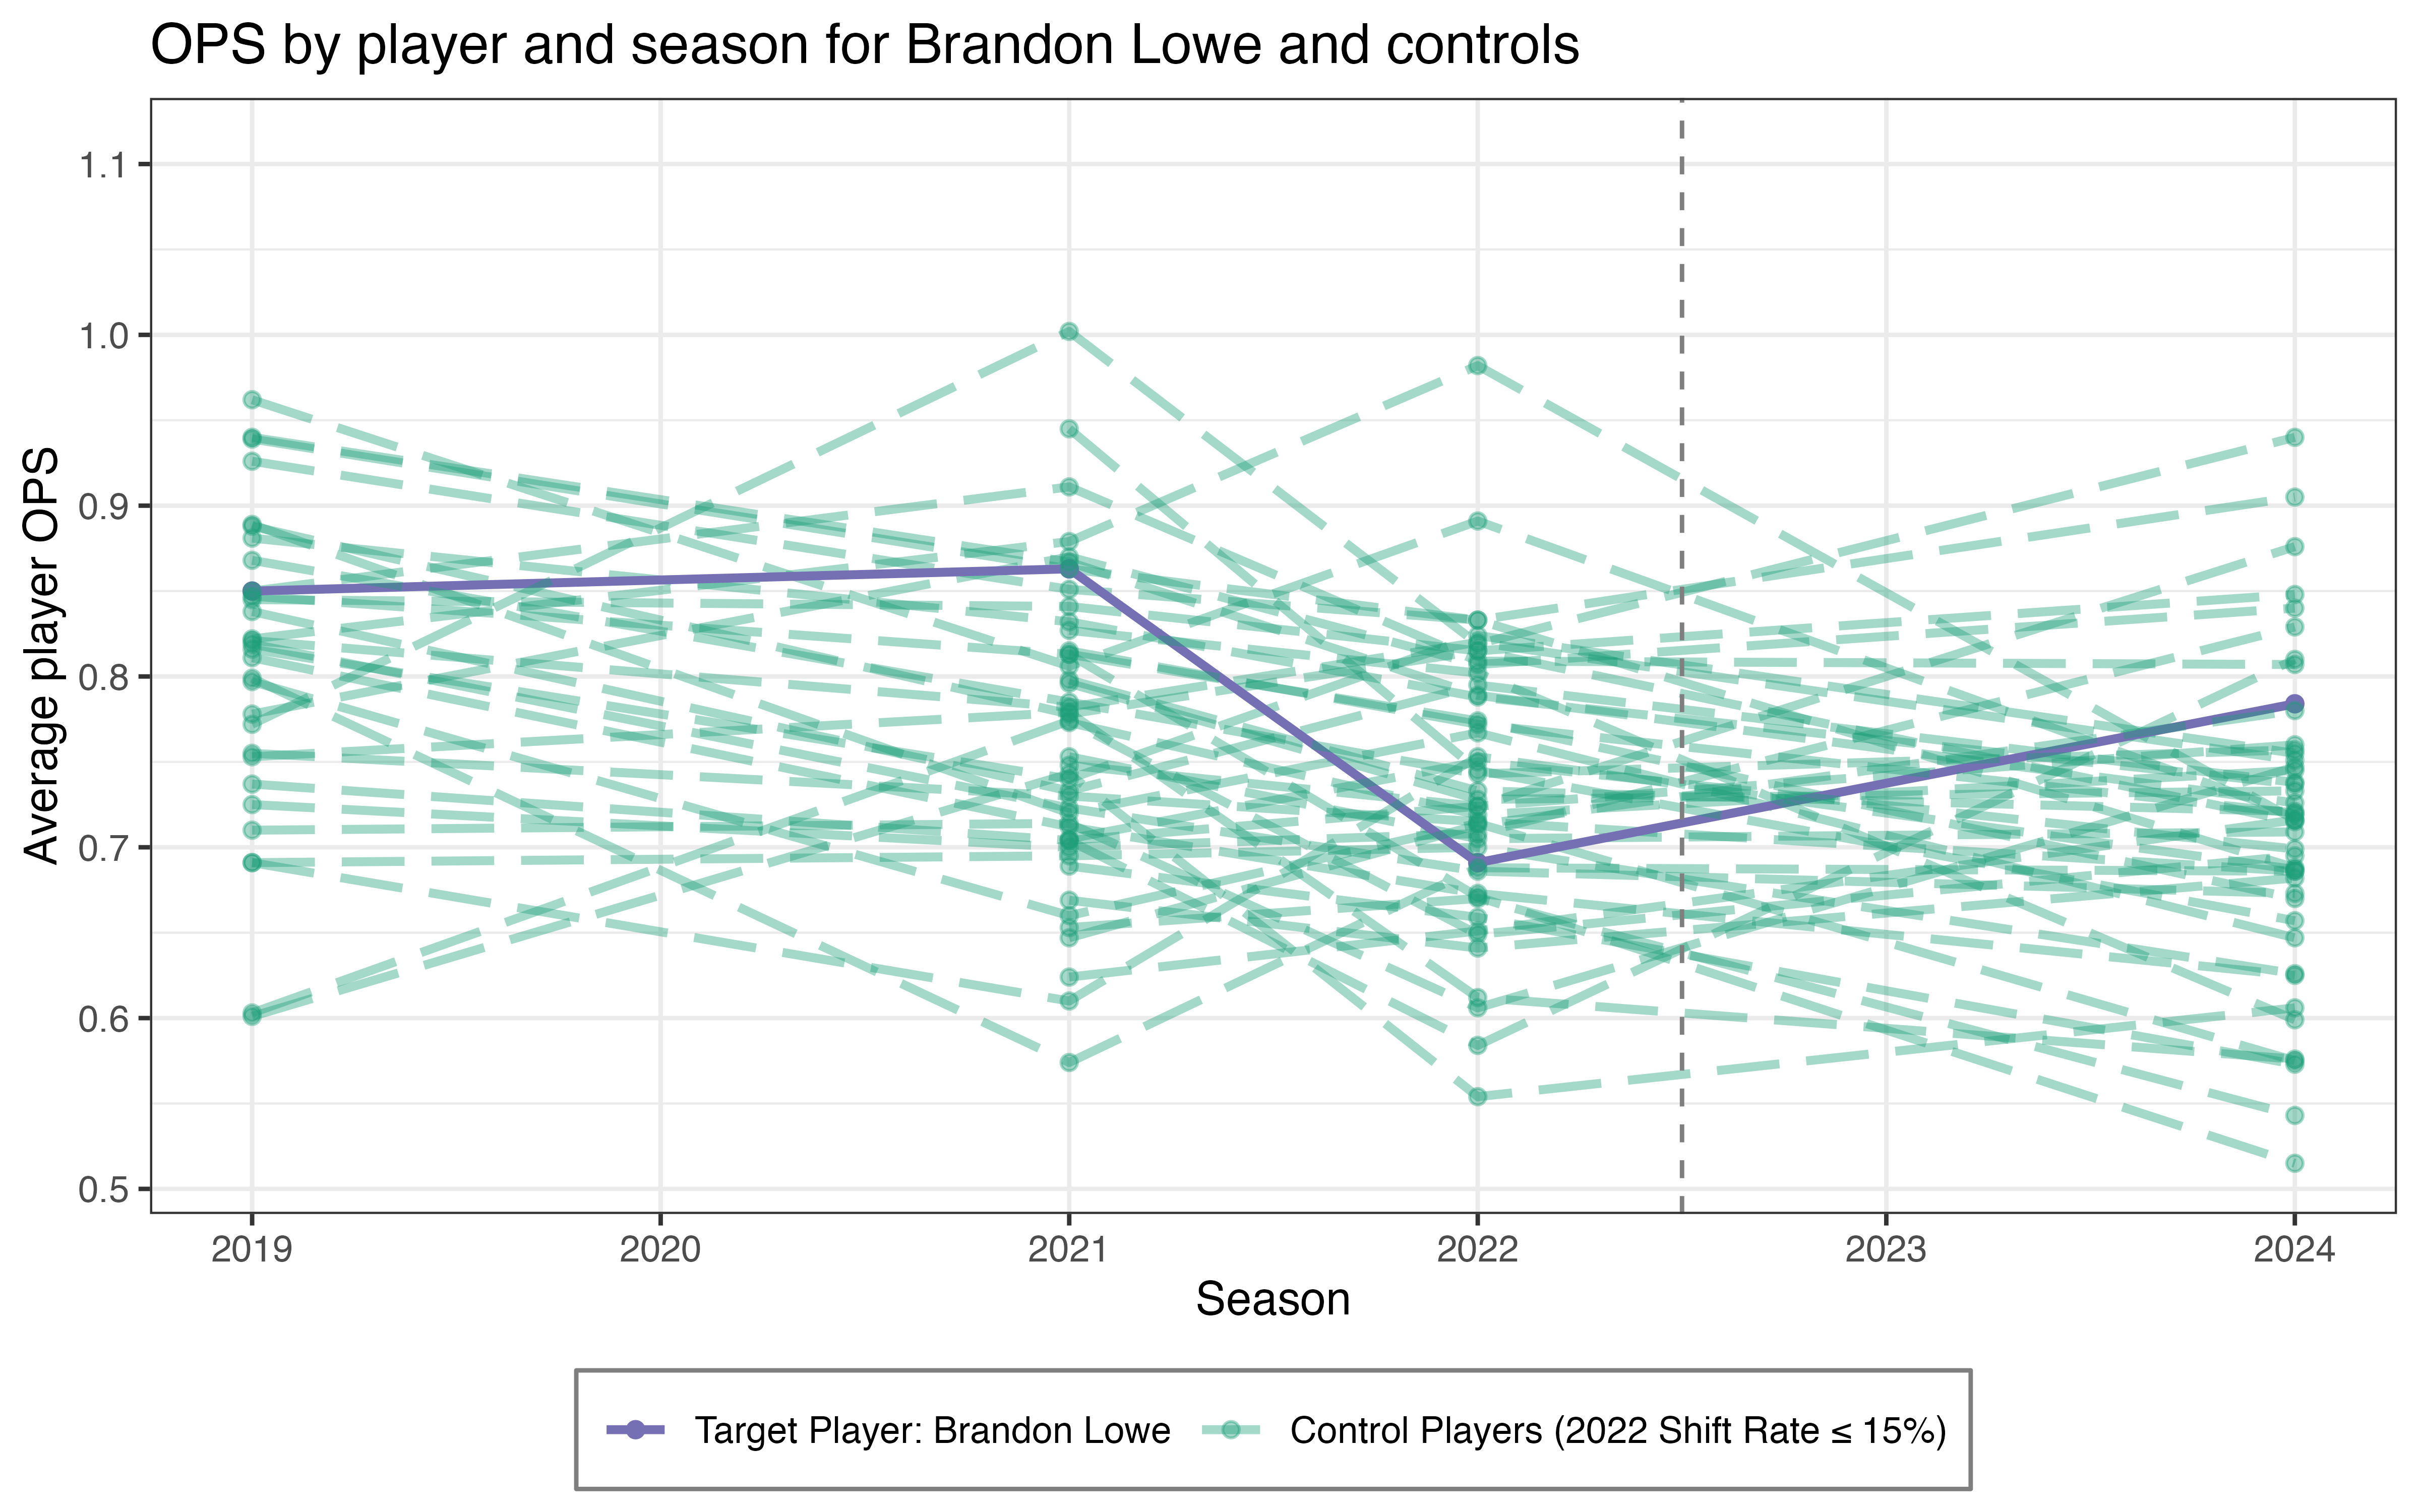 OPS by player and season for Brandon Lowe and controls
Average player OPS
1.1
1.0
0.9
0.8
0.7
0.6
0.5
2019 2020 2021 2022 2023 2024
Season
Target Player: Brandon Lowe Control Players (2022 Shift Rate ≤ 15%)